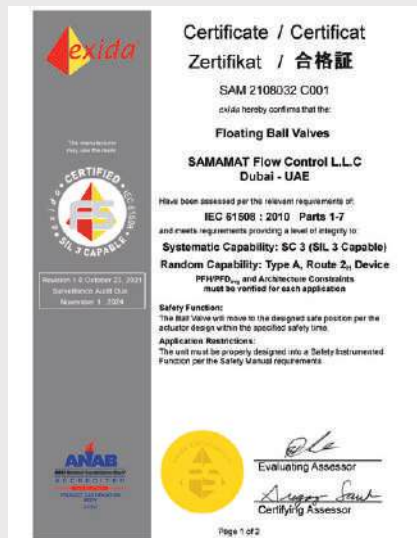 exida
Certificate / Certificat
Zertifikat / 合格証
SAM 2108032 C001
exida hereby confirms that the:
Floating Ball Valves
SAMAMAT Flow Control L.L.C
Dubai - UAE
Have been assessed per the relevant requirements of:
IEC 61508 : 2010 Parts 1-7
and meets requirements providing a level of integrity to:
Systematic Capability: SC 3 (SIL 3 Capable)
Random Capability: Type A, Route 2H Device
PFH/PFDavg and Architecture Constraints
must be verified for each application
Safety Function:
The Ball Valve will move to the designed safe position per the
actuator design within the specified safety time.
Application Restrictions:
The unit must be properly designed into a Safety Instrumented
Function per the Safety Manual requirements.
The manufacturer
may use the mark:
CERTIFIED
IEC 61508
SIL 3 CAPABLE
FS
Revision 1.0 October 21, 2021
Surveillance Audit Due
November 1, 2024
ANAB
ACCREDITED
PRODUCT CERTIFICATION
BODY
Evaluating Assessor
Certifying Assessor
Page 1 of 2